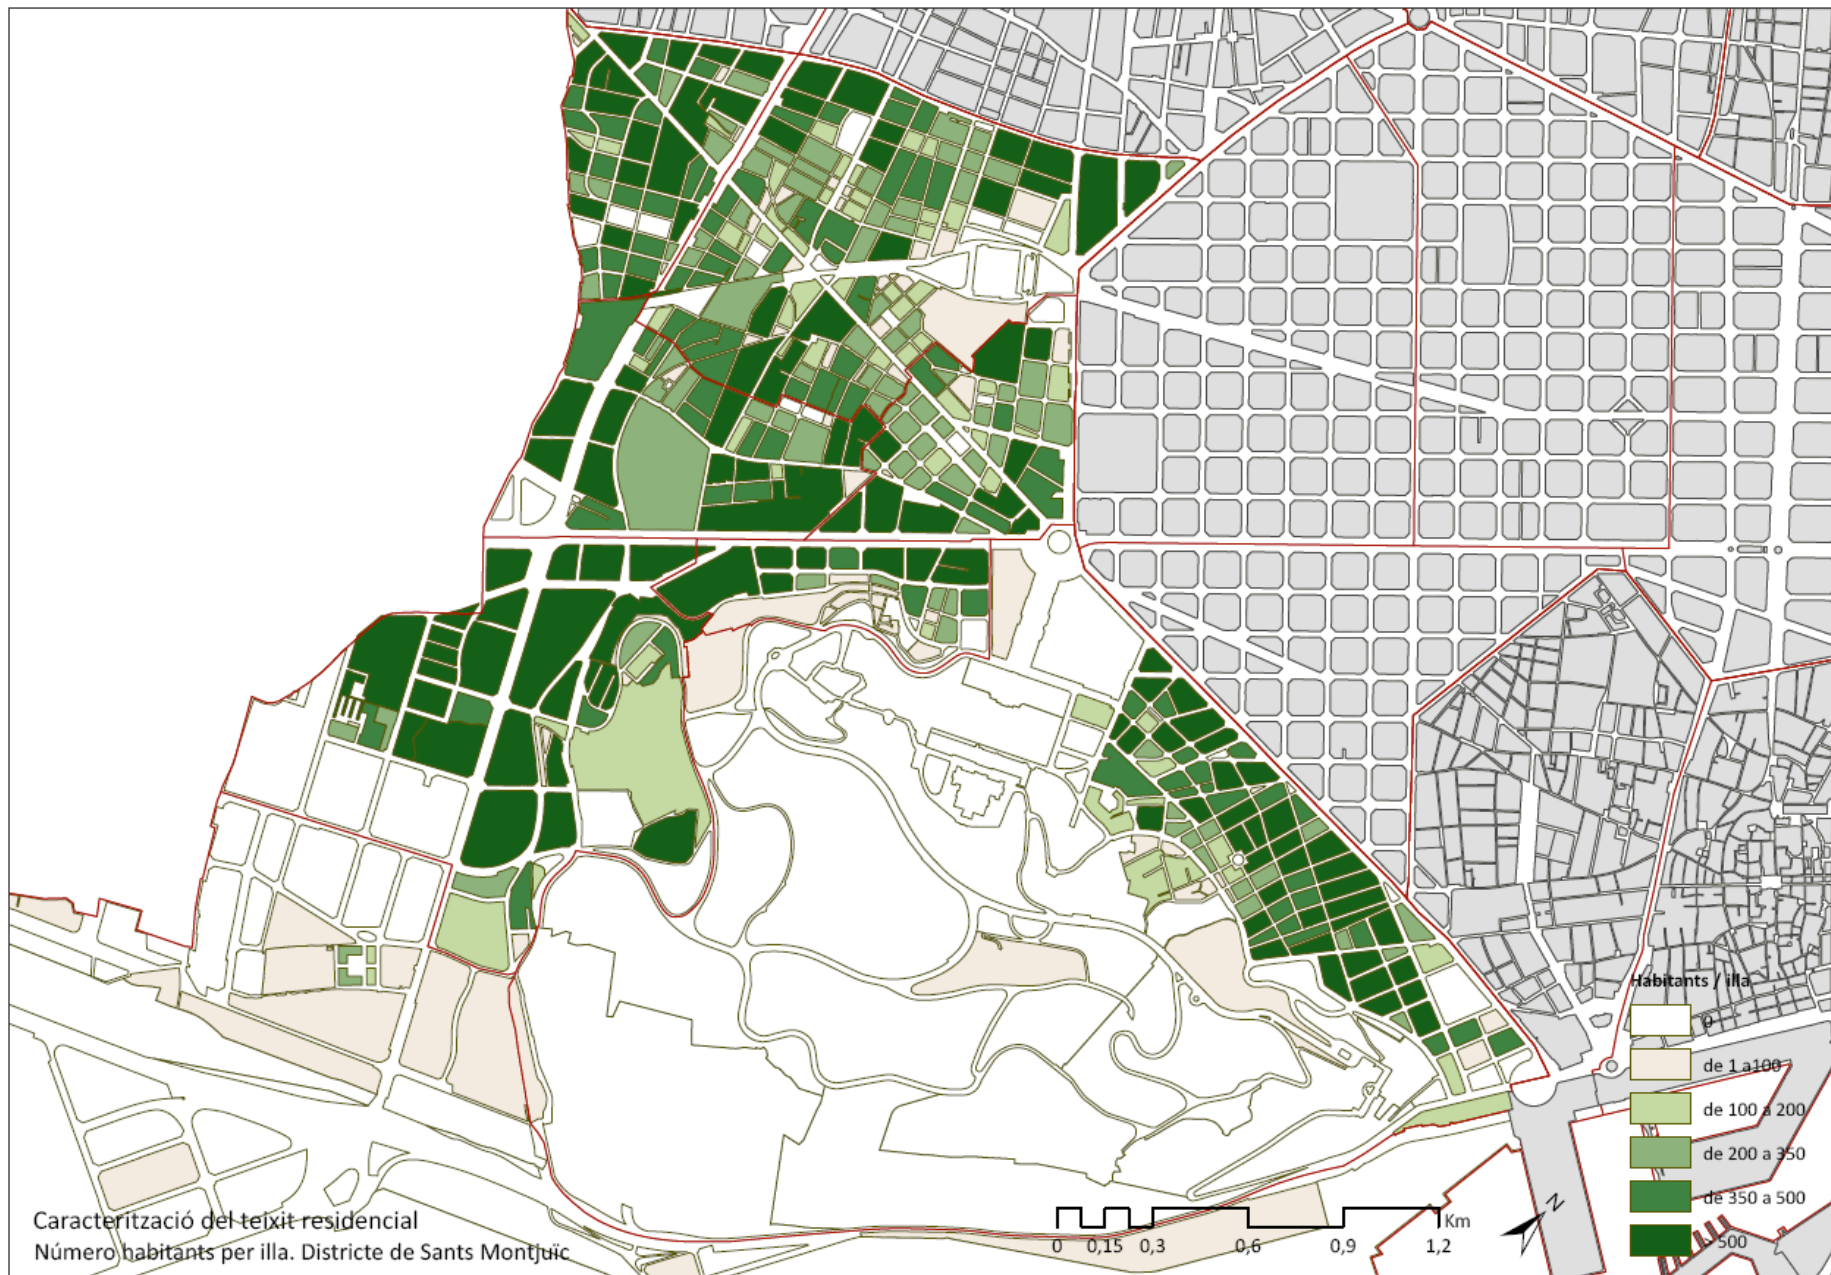 Habitants / illa
0
de 1 a100
de 100 a 200
de 200 a 350
de 350 a 500
> 500
Caracterització del teixit residencial
Número habitants per illa. Districte de Sants Montjuïc
Km
0 0,15 0,3 0,6 0,9 1,2
N